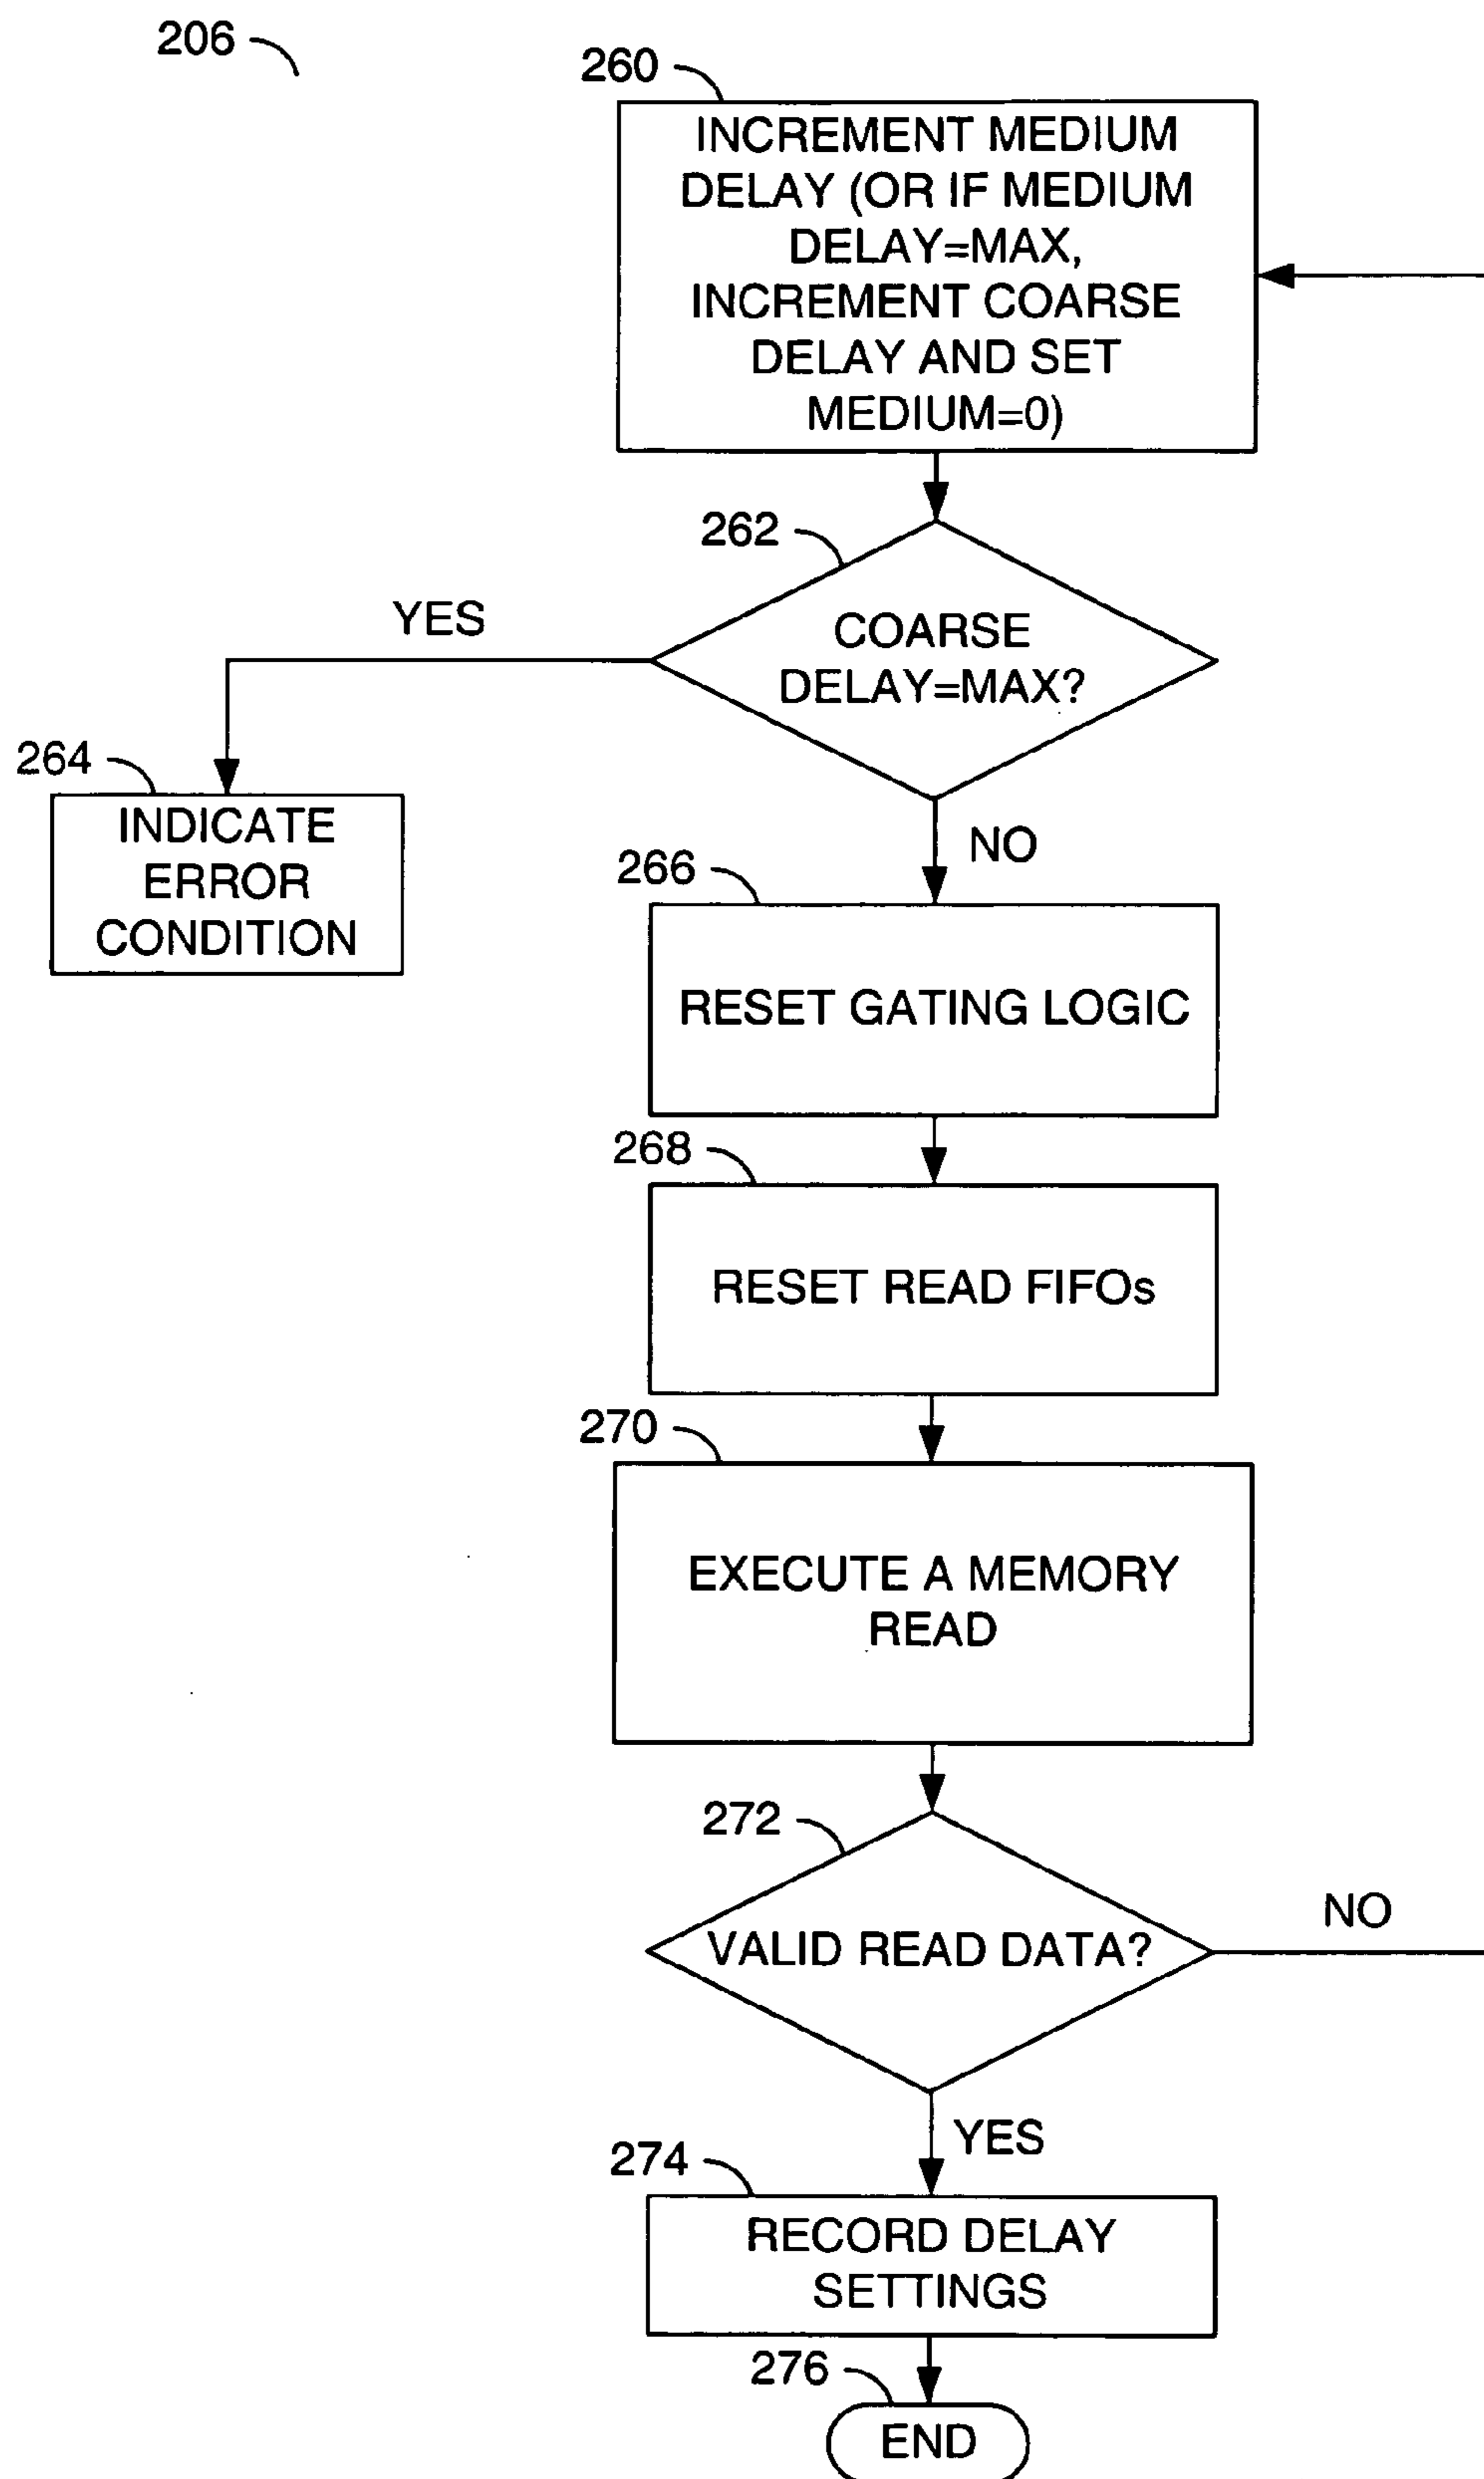 206
260
INCREMENT MEDIUM
DELAY (OR IF MEDIUM
DELAY=MAX,
INCREMENT COARSE
DELAY AND SET
MEDIUM=0)
262
YES
COARSE
DELAY=MAX?
264
INDICATE
ERROR
CONDITION
NO
266
RESET GATING LOGIC
268
RESET READ FIFOs
270
EXECUTE A MEMORY
READ
272
VALID READ DATA?
NO
YES
274
RECORD DELAY
SETTINGS
276
END